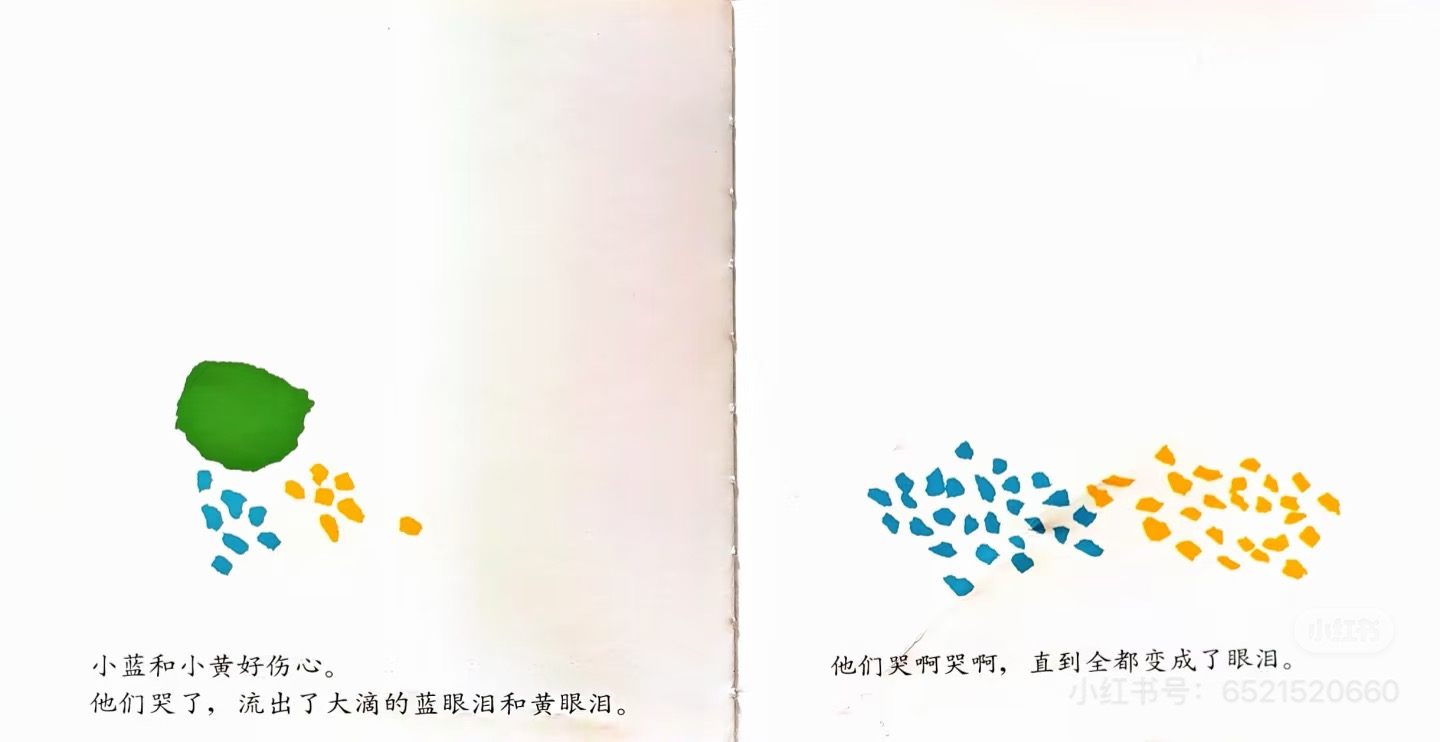 小蓝和小黄好伤心。
他们哭了，流出了大滴的蓝眼泪和黄眼泪。
他们哭啊哭啊，直到全都变成了眼泪。
小红书
小红书号：6521520660